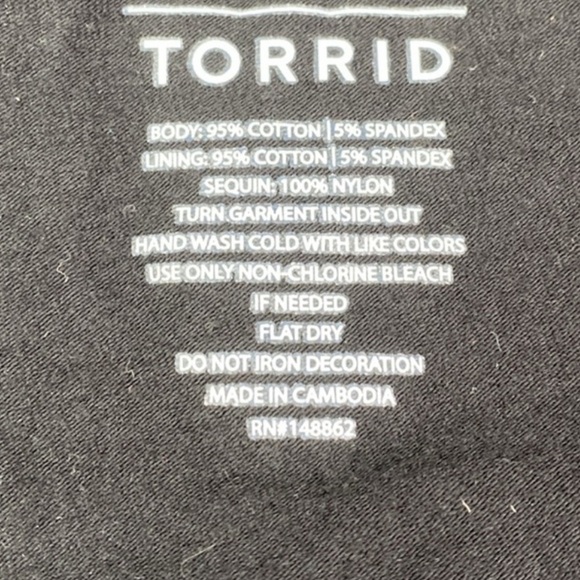 TORRID
BODY: 95% COTTON | 5% SPANDEX
LINING: 95% COTTON | 5% SPANDEX
SEQUIN: 100% NYLON
TURN GARMENT INSIDE OUT
HAND WASH COLD WITH LIKE COLORS
USE ONLY NON-CHLORINE BLEACH
IF NEEDED
FLAT DRY
DO NOT IRON DECORATION
MADE IN CAMBODIA
RN#148862